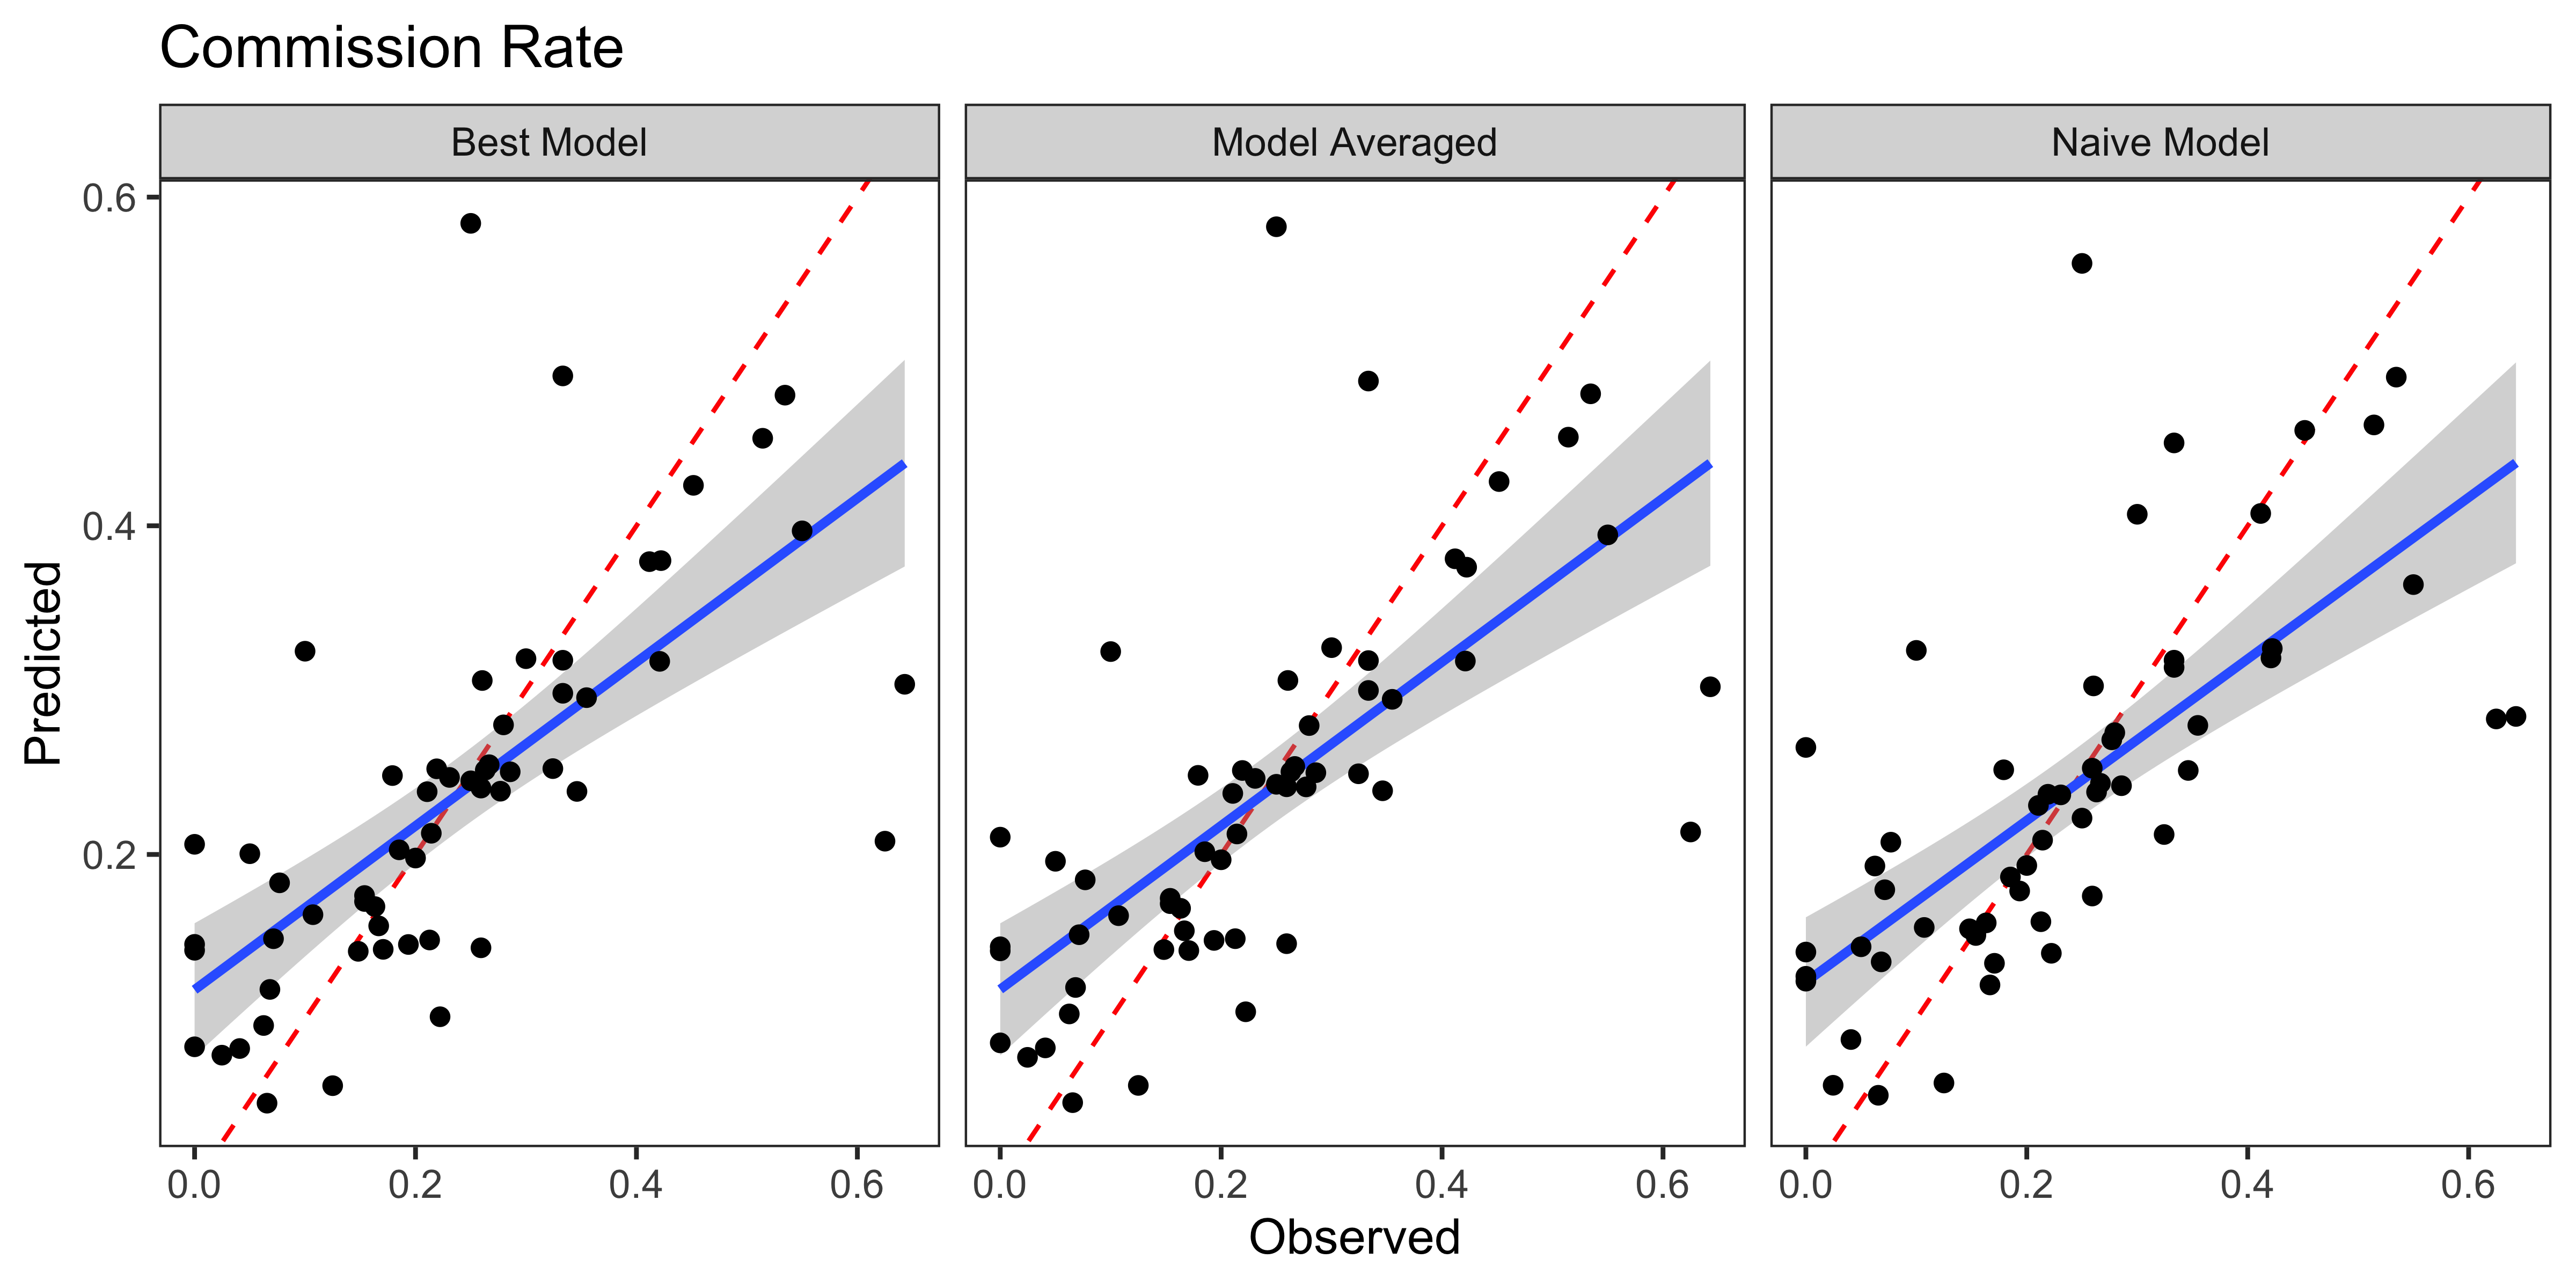 Commission Rate
Best Model Model Averaged Naive Model
0.6
0.4
0.2
Predicted
0.0 0.2 0.4 0.6 0.0 0.2 0.4 0.6 0.0 0.2 0.4 0.6
Observed